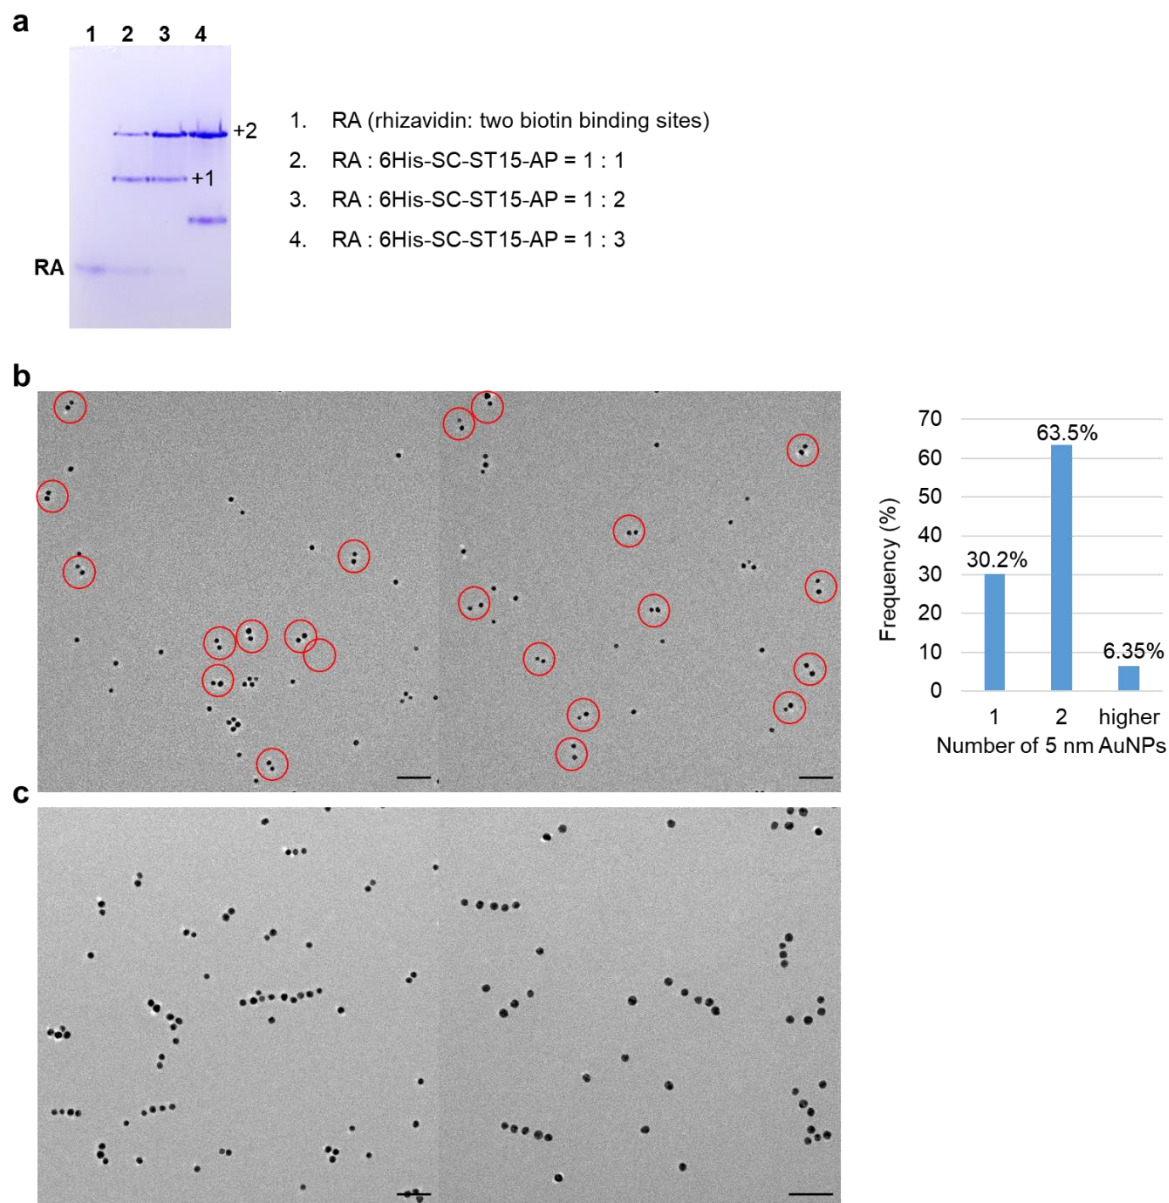 a
1 2 3 4
+2
+1
RA
1. RA (rhizavidin: two biotin binding sites)
2. RA : 6His-SC-ST15-AP = 1 : 1
3. RA : 6His-SC-ST15-AP = 1 : 2
4. RA : 6His-SC-ST15-AP = 1 : 3
b
Frequency (%)
70
60
50
40
30
20
10
0
30.2%
63.5%
6.35%
1 2 higher
Number of 5 nm AuNPs
c